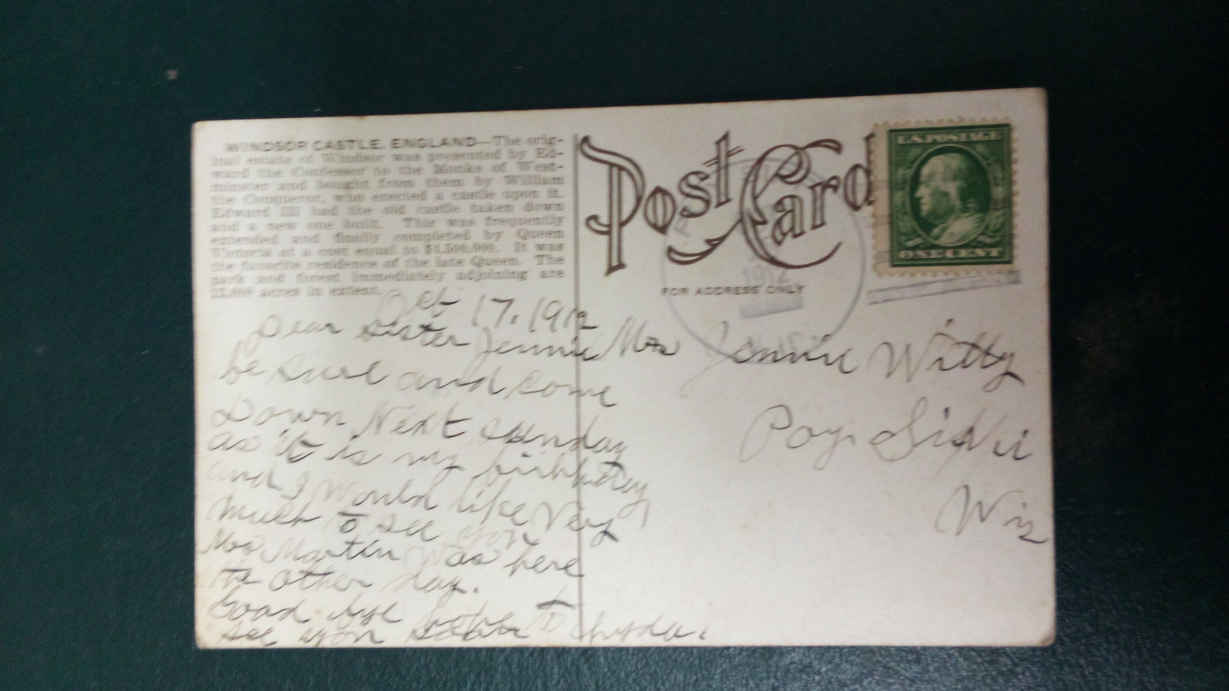 WINDSOR CASTLE, ENGLAND—The orig-
inal estate of Windsor was presented by Ed-
ward the Confessor to the Monks of West-
minster and bought from them by William
the Conqueror, who erected a castle upon it.
Edward III had the old castle taken down
and a new one built. This was frequently
extended and finally completed by Queen
Victoria at a cost equal to $4,500,000. It was
the favorite residence of the late Queen. The
park and forest immediately adjoining are
acres in extent.
Post Card
FOR ADDRESS ONLY
U.S. POSTAGE
ONE CENT
1912
17, 1912
Dear Sister Jennie
be sure and come
Down Next sunday
as it is my birthday
and I Would like Very
much to see you
Mrs Martin Was here
te other day.
Good bye hope to
see you
Mrs Jennie Witty
Poy Sippi
Wis